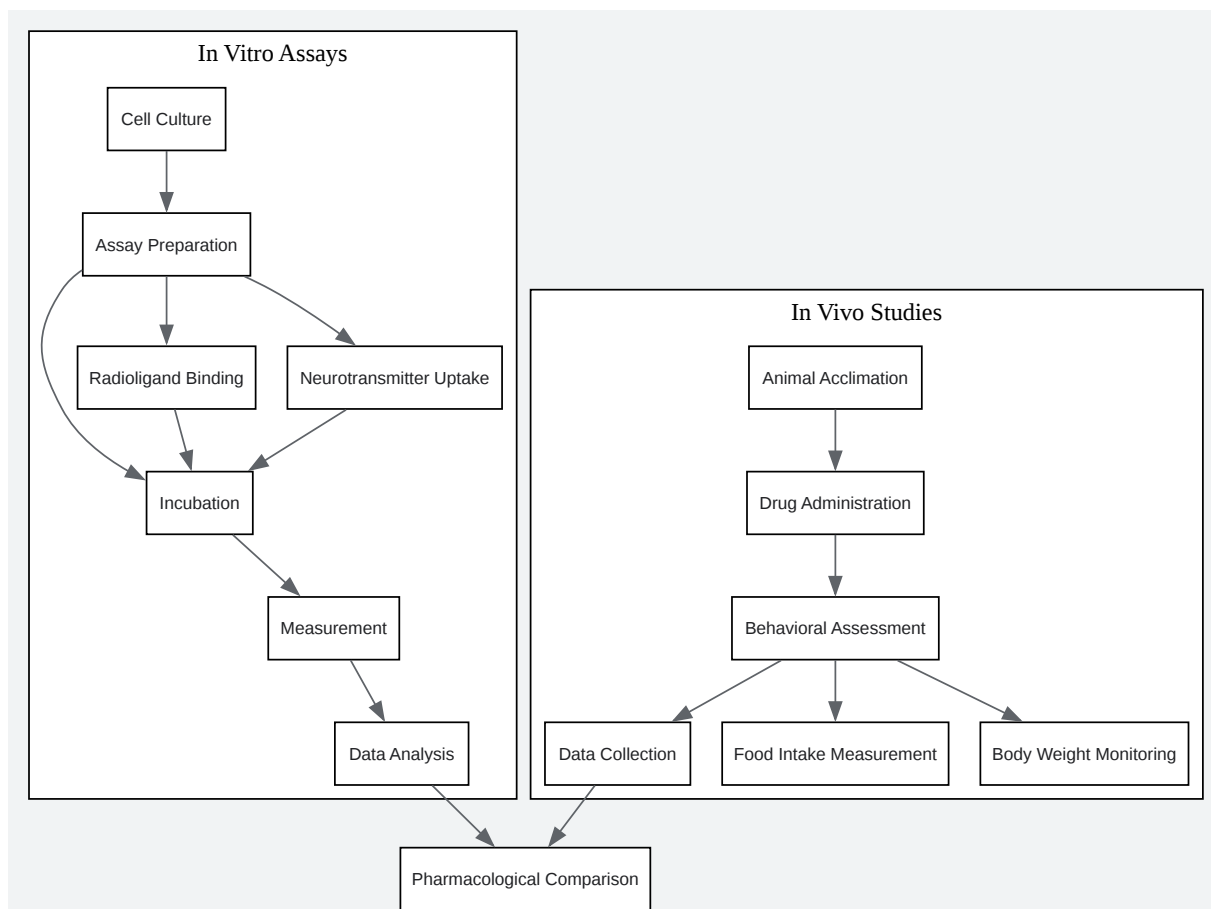 In Vitro Assays
Cell Culture
Assay Preparation
Radioligand Binding
Neurotransmitter Uptake
Incubation
Measurement
Data Analysis
In Vivo Studies
Animal Acclimation
Drug Administration
Behavioral Assessment
Data Collection
Food Intake Measurement
Body Weight Monitoring
Pharmacological Comparison